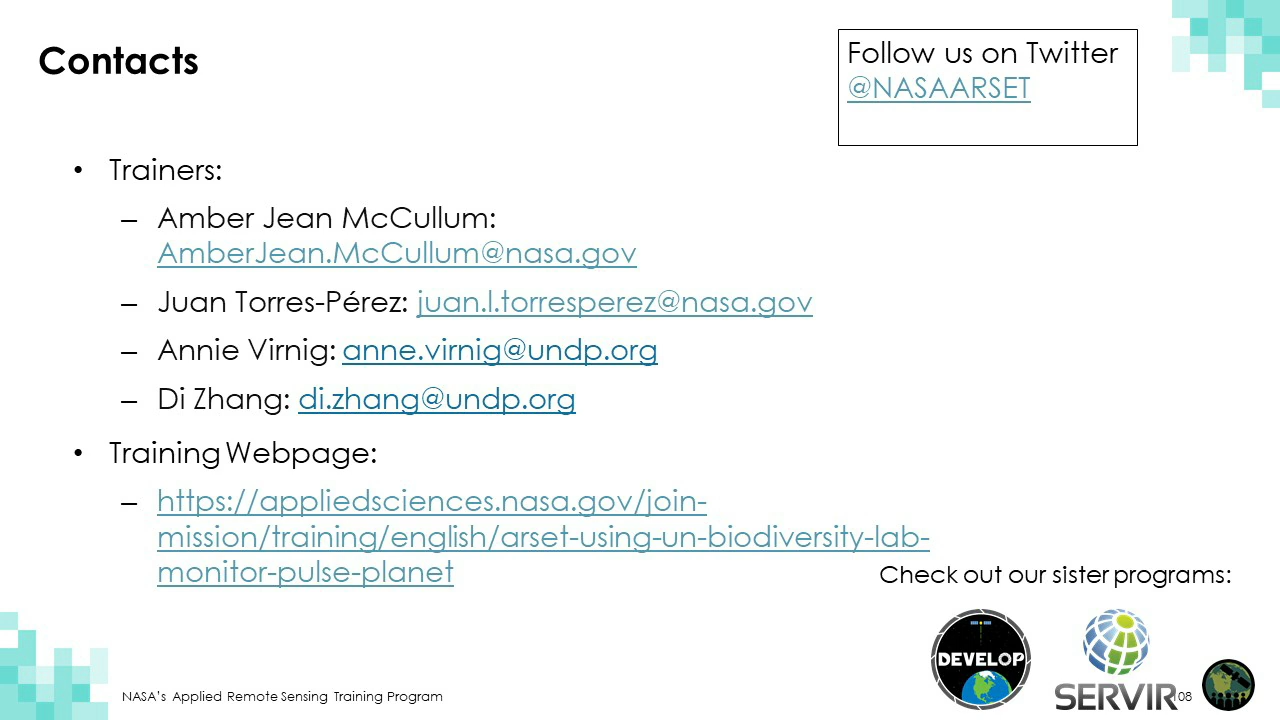 Contacts
Follow us on Twitter
@NASAARSET
• Trainers:
– Amber Jean McCullum:
AmberJean.McCullum@nasa.gov
– Juan Torres-Pérez: juan.l.torresperez@nasa.gov
– Annie Virnig: anne.virnig@undp.org
– Di Zhang: di.zhang@undp.org
• Training Webpage:
– https://appliedsciences.nasa.gov/join-
mission/training/english/arset-using-un-biodiversity-lab-
monitor-pulse-planet
Check out our sister programs:
DEVELOP
SERVIR
NASA's Applied Remote Sensing Training Program